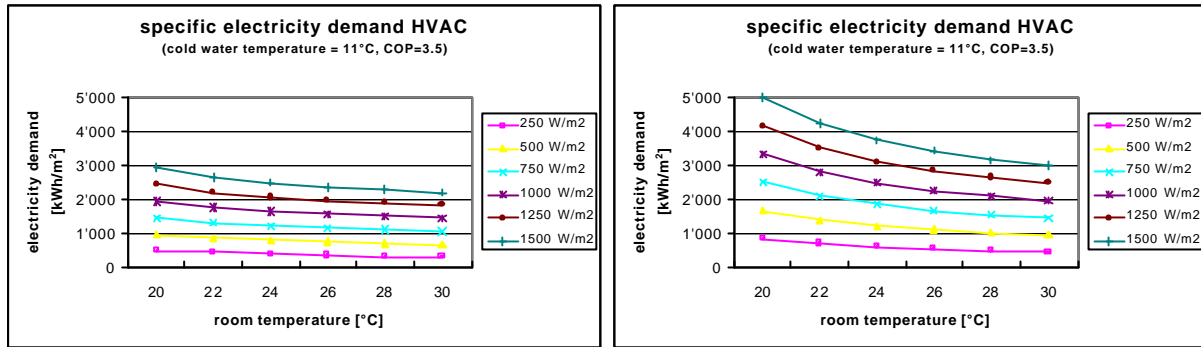 specific electricity demand HVAC
(cold water temperature = 11°C, COP=3.5)
electricity demand
[kWh/m²]
5'000
4'000
3'000
2'000
1'000
0
20 22 24 26 28 30
room temperature [°C]
250 W/m2
500 W/m2
750 W/m2
1000 W/m2
1250 W/m2
1500 W/m2
specific electricity demand HVAC
(cold water temperature = 11°C, COP=3.5)
electricity demand
[kWh/m²]
5'000
4'000
3'000
2'000
1'000
0
20 22 24 26 28 30
room temperature [°C]
250 W/m2
500 W/m2
750 W/m2
1000 W/m2
1250 W/m2
1500 W/m2